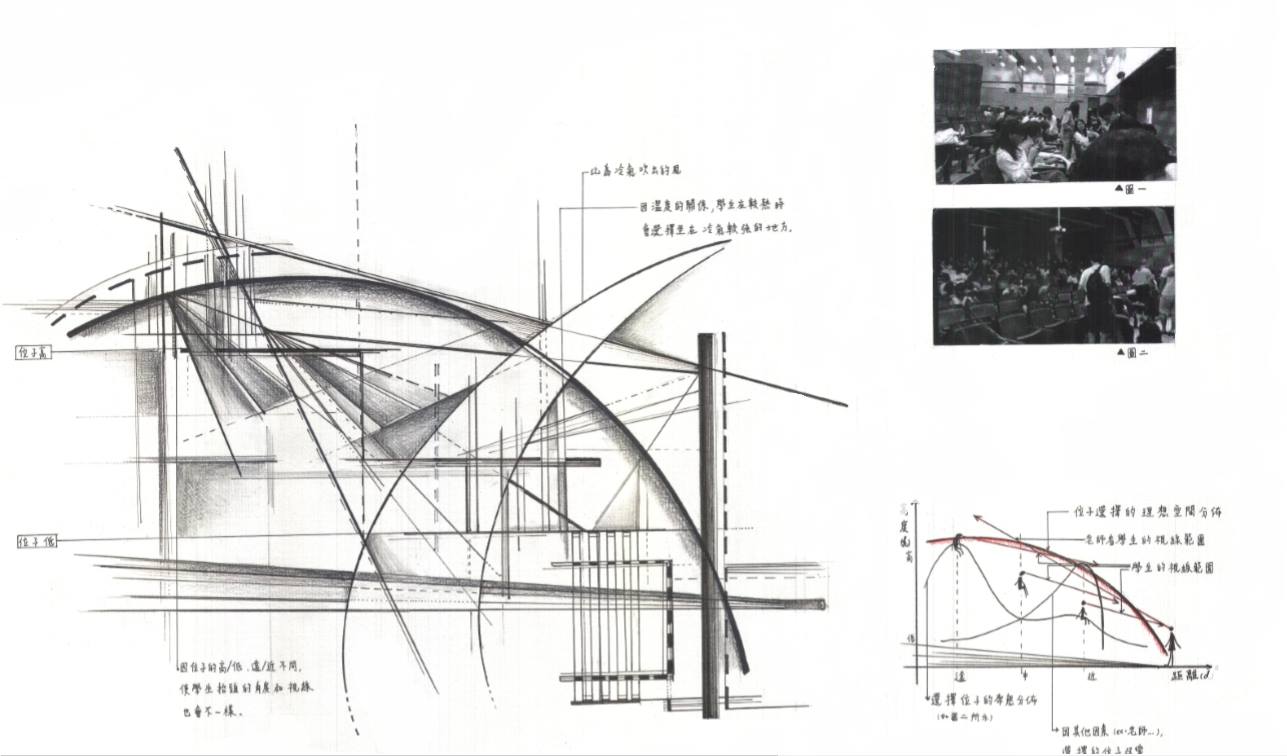 此為冷氣吹出的風
因溫度的關係,學生在較熱時
會選擇坐在冷氣較強的地方。
位子高
位子低
因位子的高/低、遠/近不同,
使學生抬頭的角度和視線
也會不一樣。
▲圖一
▲圖二
高度
高
低
位子選擇的理想空間分佈
老師看學生的視線範圍
學生的視線範圍
遠
中
近
距離
選擇位子的常態分佈
(如圖二所示)
因其他因素(ex:老師...),
選擇的位子改變